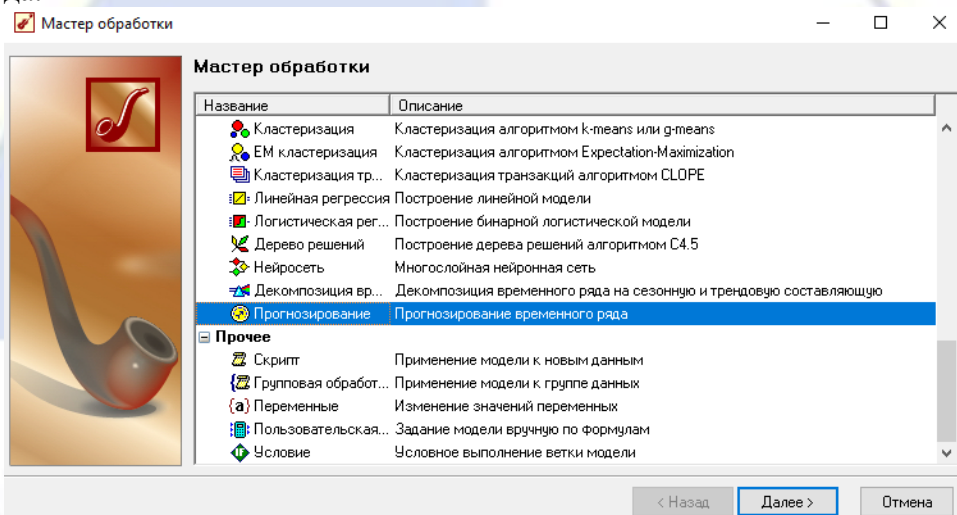 Мастер обработки
Мастер обработки
Название Описание
Кластеризация Кластеризация алгоритмом k-means или g-means
EM кластеризация Кластеризация алгоритмом Expectation-Maximization
Кластеризация тр... Кластеризация транзакций алгоритмом CLOPE
Линейная регрессия Построение линейной модели
Логистическая рег... Построение бинарной логистической модели
Дерево решений Построение дерева решений алгоритмом C4.5
Нейросеть Многослойная нейронная сеть
Декомпозиция вр... Декомпозиция временного ряда на сезонную и трендовую составляющую
Прогнозирование Прогнозирование временного ряда
Прочее
Скрипт Применение модели к новым данным
Групповая обработ... Применение модели к группе данных
{a} Переменные Изменение значений переменных
Пользовательская... Задание модели вручную по формулам
Условие Условное выполнение ветки модели
< Назад Далее > Отмена